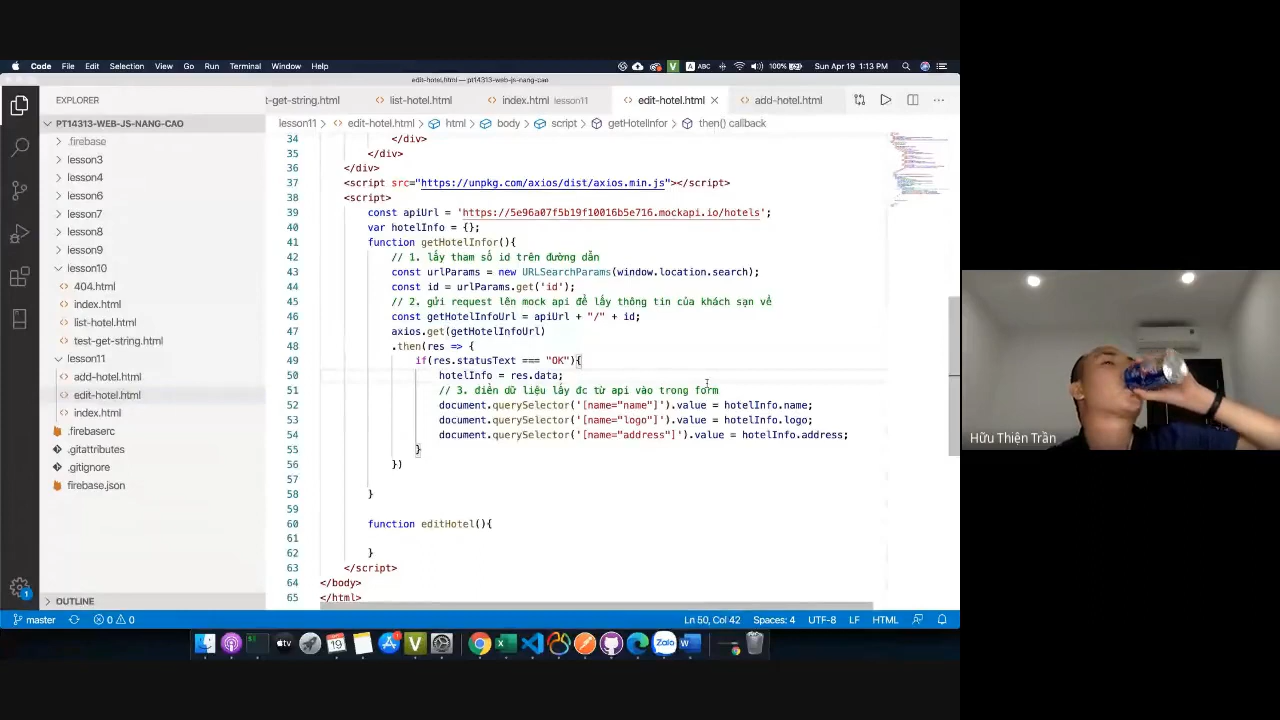 Code File Edit Selection View Go Run Terminal Window Help
ABC 100% Sun Apr 19 1:13 PM
edit-hotel.html — pt14313-web-js-nang-cao
EXPLORER
t-get-string.html list-hotel.html index.html lesson11 edit-hotel.html add-hotel.html
PT14313-WEB-JS-NANG-CAO
lesson11 > edit-hotel.html > html > body > script > getHotelInfor > then() callback
.firebase
lesson3
lesson4
lesson6
lesson7
lesson8
lesson9
lesson10
404.html
index.html
list-hotel.html
test-get-string.html
lesson11
add-hotel.html
edit-hotel.html
index.html
.firebaserc
.gitattributes
.gitignore
firebase.json
OUTLINE
34 </div>
35 </div>
36 </div>
37 <script src="https://unpkg.com/axios/dist/axios.min.js"></script>
38 <script>
39 const apiUrl = 'https://5e96a07f5b19f10016b5e716.mockapi.io/hotels';
40 var hotelInfo = {};
41 function getHotelInfor(){
42 // 1. lấy tham số id trên đường dẫn
43 const urlParams = new URLSearchParams(window.location.search);
44 const id = urlParams.get('id');
45 // 2. gửi request lên mock api để lấy thông tin của khách sạn về
46 const getHotelInfoUrl = apiUrl + "/" + id;
47 axios.get(getHotelInfoUrl)
48 .then(res => {
49 if(res.statusText === "OK"){
50 hotelInfo = res.data;
51 // 3. điền dữ liệu lấy đc từ api vào trong form
52 document.querySelector('[name="name"]').value = hotelInfo.name;
53 document.querySelector('[name="logo"]').value = hotelInfo.logo;
54 document.querySelector('[name="address"]').value = hotelInfo.address;
55 }
56 })
57
58 }
59
60 function editHotel(){
61
62 }
63 </script>
64 </body>
65 </html>
master 0 0 Ln 50, Col 42 Spaces: 4 UTF-8 LF HTML
Hữu Thiện Trần